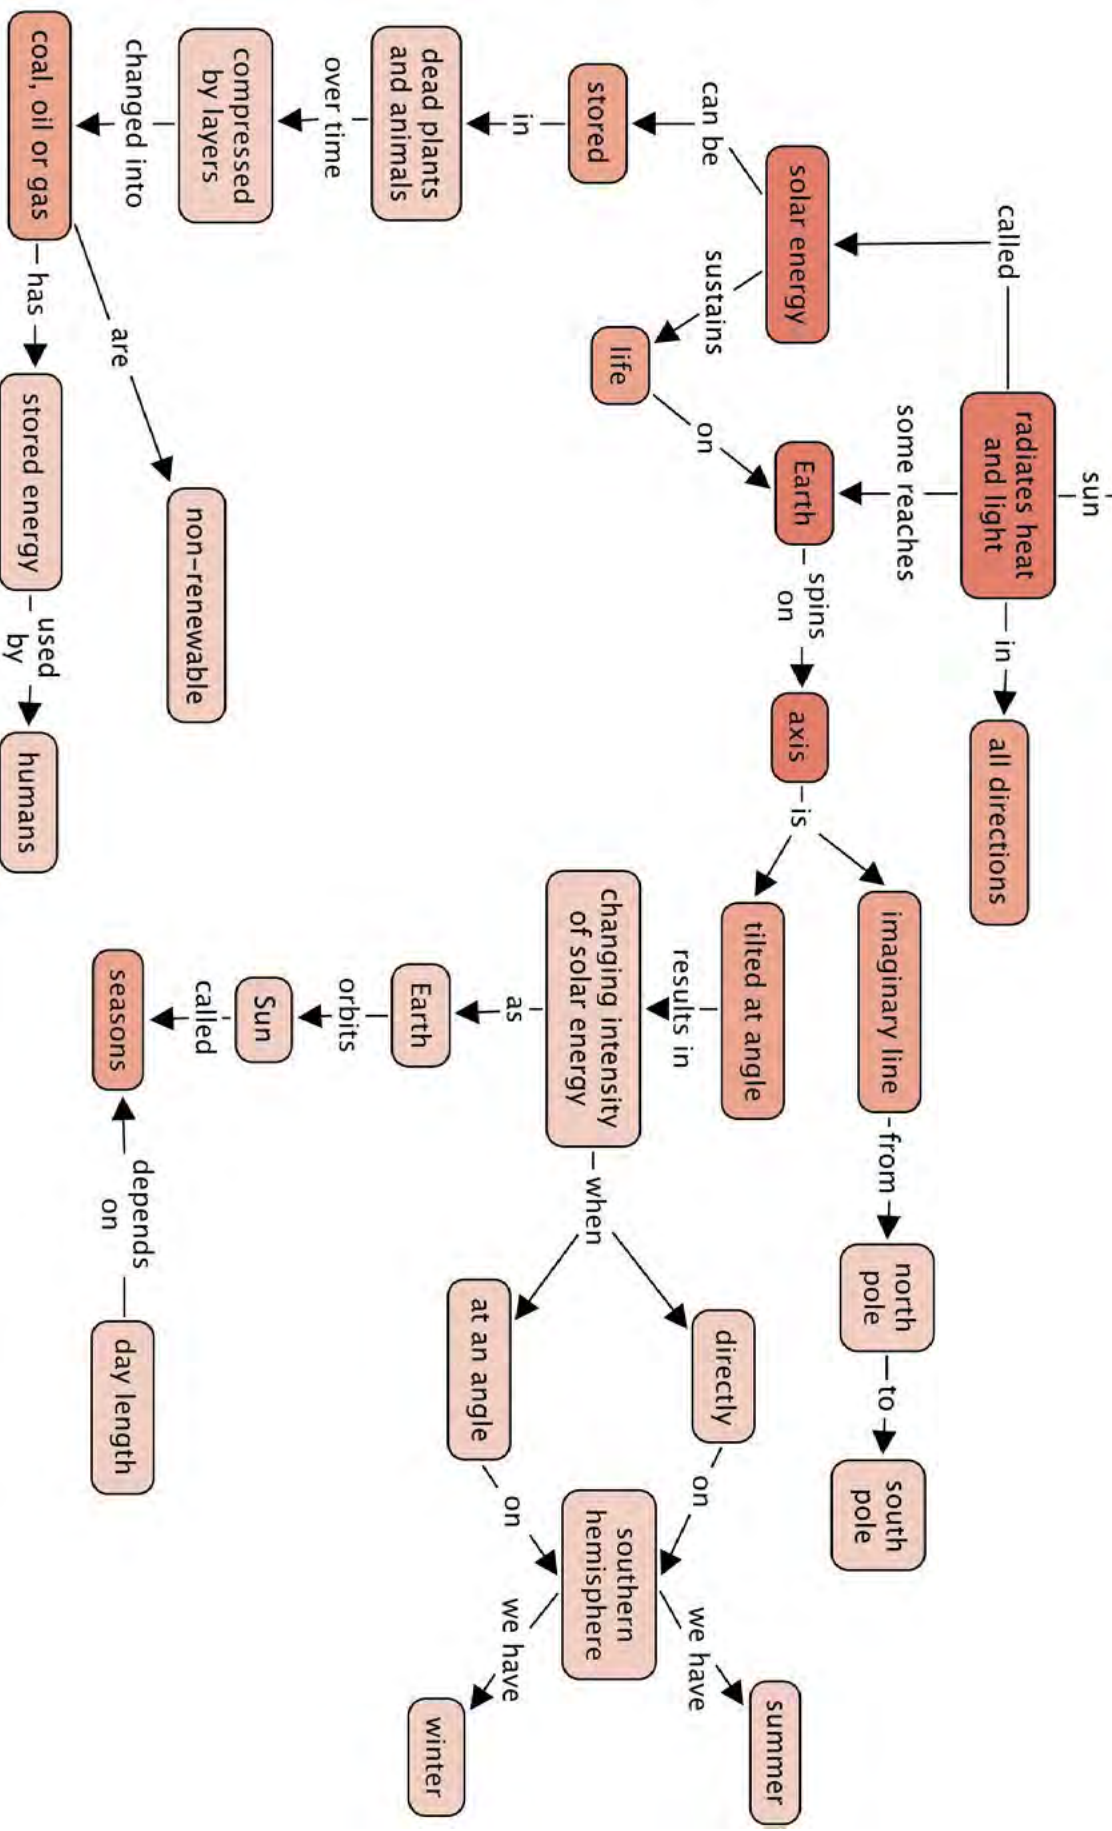 sun
radiates heat
and light
in
all directions
called
solar energy
some reaches
Earth
can be
stored
in
dead plants
and animals
over time
compressed
by layers
changed into
coal, oil or gas
has
stored energy
used
by
humans
are
non-renewable
sustains
life
on
spins
on
axis
is
imaginary line
from
north
pole
to
south
pole
tilted at angle
results in
changing intensity
of solar energy
as
Earth
orbits
Sun
called
seasons
depends
on
day length
when
directly
on
at an angle
on
southern
hemisphere
we have
summer
we have
winter